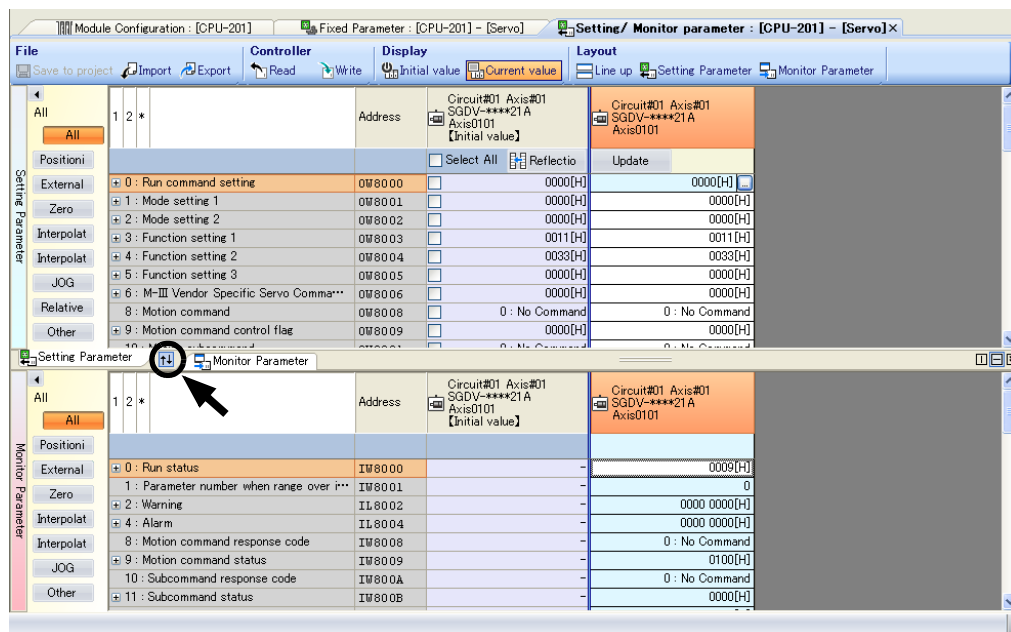 Module Configuration : [CPU-201] Fixed Parameter : [CPU-201] - [Servo] Setting/ Monitor parameter : [CPU-201] - [Servo] ×
File Controller Display Layout
Save to project Import Export Read Write Initial value Current value Line up Setting Parameter Monitor Parameter
Setting Parameter
All
All
Positioni
External
Zero
Interpolat
Interpolat
JOG
Relative
Other
1 2 * Address
Circuit#01 Axis#01
SGDV-****21A
Axis0101
【Initial value】
Circuit#01 Axis#01
SGDV-****21A
Axis0101
Select All Reflectio Update
0 : Run command setting OW8000 0000[H] 0000[H] ...
1 : Mode setting 1 OW8001 0000[H] 0000[H]
2 : Mode setting 2 OW8002 0000[H] 0000[H]
3 : Function setting 1 OW8003 0011[H] 0011[H]
4 : Function setting 2 OW8004 0033[H] 0033[H]
5 : Function setting 3 OW8005 0000[H] 0000[H]
6 : M-III Vendor Specific Servo Comma… OW8006 0000[H] 0000[H]
8 : Motion command OW8008 0 : No Command 0 : No Command
9 : Motion command control flag OW8009 0000[H] 0000[H]
Setting Parameter Monitor Parameter
Monitor Parameter
All
All
Positioni
External
Zero
Interpolat
Interpolat
JOG
Other
1 2 * Address
Circuit#01 Axis#01
SGDV-****21A
Axis0101
【Initial value】
Circuit#01 Axis#01
SGDV-****21A
Axis0101
0 : Run status IW8000 - 0009[H]
1 : Parameter number when range over i… IW8001 - 0
2 : Warning IL8002 - 0000 0000[H]
4 : Alarm IL8004 - 0000 0000[H]
8 : Motion command response code IW8008 - 0 : No Command
9 : Motion command status IW8009 - 0100[H]
10 : Subcommand response code IW800A - 0 : No Command
11 : Subcommand status IW800B - 0000[H]